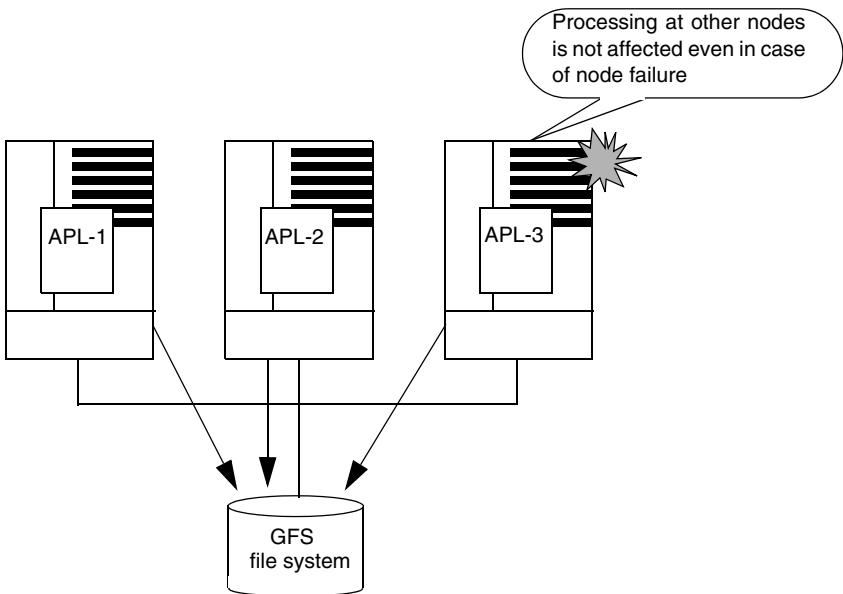 Processing at other nodes
is not affected even in case
of node failure
APL-1
APL-2
APL-3
GFS
file system